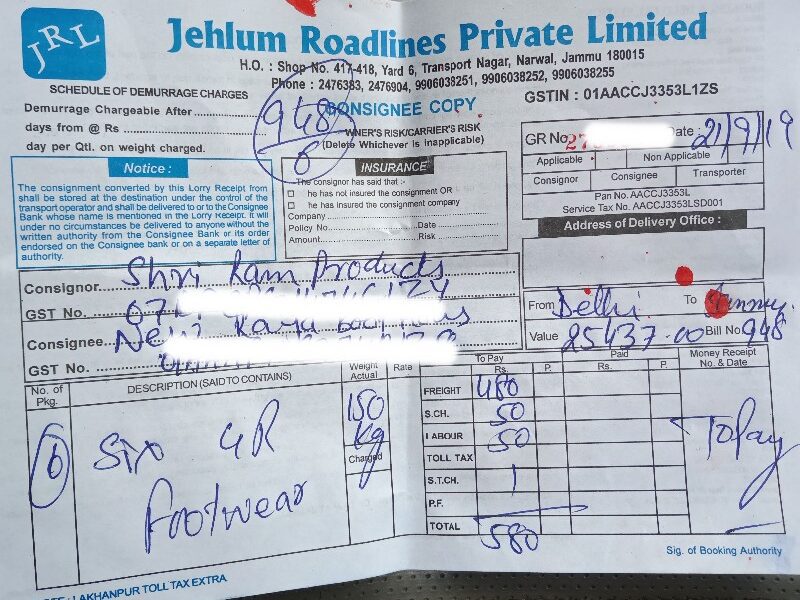 JRL
Jehlum Roadlines Private Limited
H.O. : Shop No. 417-418, Yard 6, Transport Nagar, Narwal, Jammu 180015
Phone : 2476383, 2476904, 9906038251, 9906038252, 9906038255
SCHEDULE OF DEMURRAGE CHARGES
Demurrage Chargeable After
days from @ Rs
day per Qtl. on weight charged.
948
6
CONSIGNEE COPY
WNER'S RISK/CARRIER'S RISK
(Delete Whichever is inapplicable)
GSTIN : 01AACCJ3353L1ZS
GR No. Date : 21/9/19
Applicable Non Applicable
Consignor Consignee Transporter
Pan No. AACCJ3353L
Service Tax No. AACCJ3353LSD001
Notice :
The consignment converted by this Lorry Receipt from
shall be stored at the destination under the control of the
transport operator and shall be delivered to or to the Consignee
Bank whose name is mentioned in the Lorry Receipt. It will
under no circumstances be delivered to anyone without the
written authority from the Consignee Bank or its order
endorsed on the Consignee bank or on a separate letter of
authority.
INSURANCE
The consignor has said that :-
he has not insured the consignment OR
he has insured the consignment company
Company
Policy No Date
Amount Risk
Address of Delivery Office :
Consignor Shri Ram Products
GST No. 07
Consignee New
GST No.
From Delhi To Jammu
Value 25437.00 Bill No 948
No. of Pkg. DESCRIPTION (SAID TO CONTAINS) Weight Actual Rate To Pay Rs. P. Paid Rs. P. Money Receipt No. & Date
6 Six GR Footwear
150 Kg
Charged
FREIGHT 480
S.CH. 50
LABOUR 50
TOLL TAX
S.T.CH. 1
P.F.
TOTAL 580
To Pay
Sig. of Booking Authority
LAKHANPUR TOLL TAX EXTRA